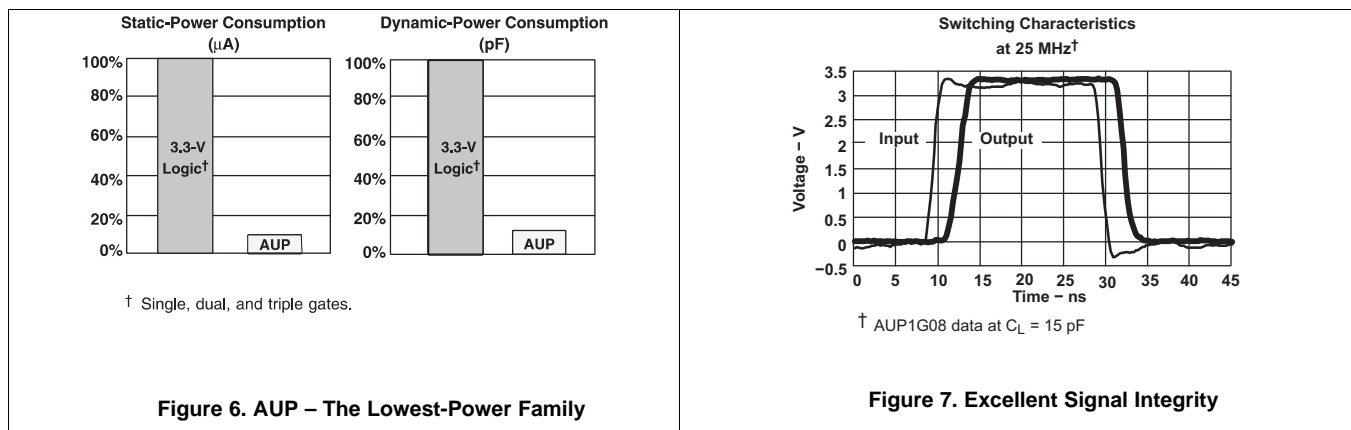 Static-Power Consumption
(µA)
100%
80%
60%
40%
20%
0%
3.3-V
Logic†
AUP
Dynamic-Power Consumption
(pF)
100%
80%
60%
40%
20%
0%
3.3-V
Logic†
AUP
† Single, dual, and triple gates.
Figure 6. AUP – The Lowest-Power Family
Switching Characteristics
at 25 MHz†
3.5
3
2.5
2
1.5
1
0.5
0
−0.5
Voltage − V
Input
Output
0 5 10 15 20 25 30 35 40 45
Time − ns
† AUP1G08 data at CL = 15 pF
Figure 7. Excellent Signal Integrity